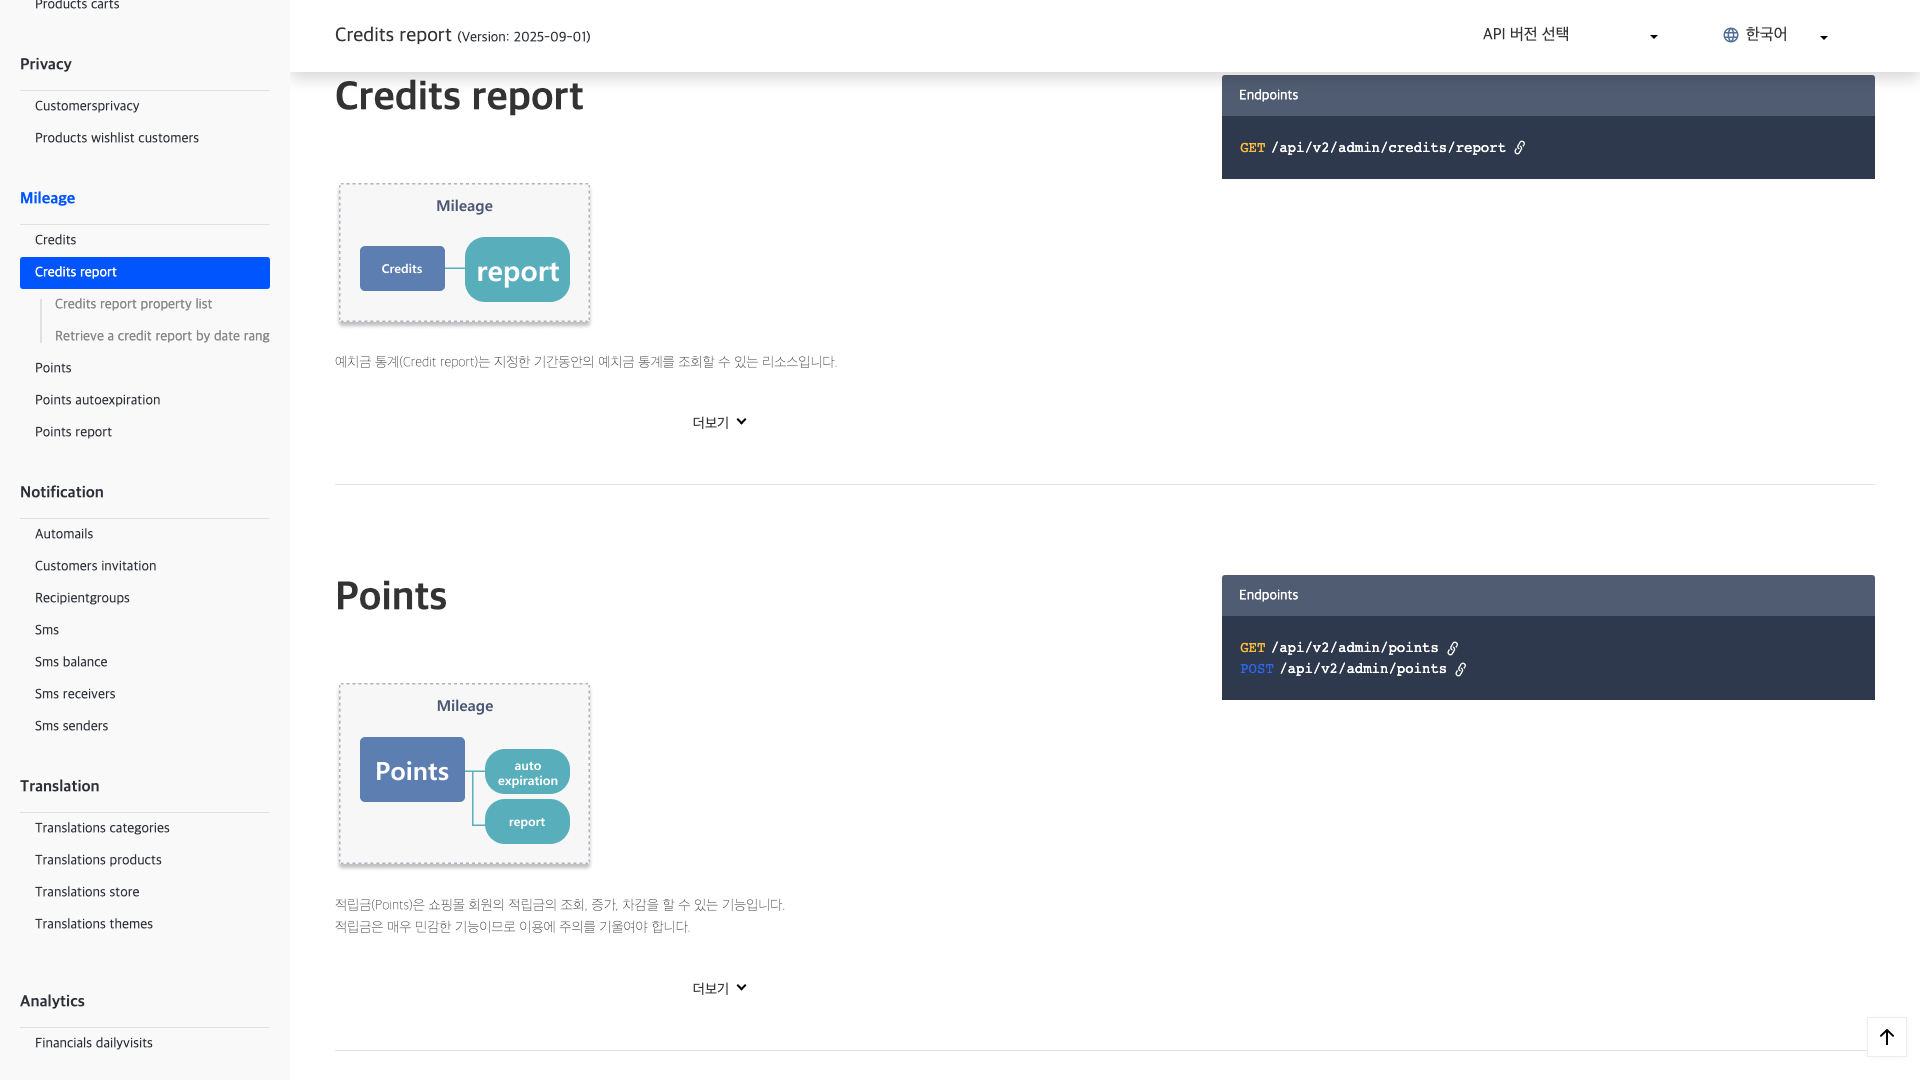 Products carts
Privacy
Customersprivacy
Products wishlist customers
Mileage
Credits
Credits report
Credits report property list
Retrieve a credit report by date rang
Points
Points autoexpiration
Points report
Notification
Automails
Customers invitation
Recipientgroups
Sms
Sms balance
Sms receivers
Sms senders
Translation
Translations categories
Translations products
Translations store
Translations themes
Analytics
Financials dailyvisits
Credits report (Version: 2025-09-01)
API 버전 선택
한국어
Credits report
Mileage
Credits
report
예치금 통계(Credit report)는 지정한 기간동안의 예치금 통계를 조회할 수 있는 리소스입니다.
더보기
Endpoints
GET /api/v2/admin/credits/report
Points
Mileage
Points
auto
expiration
report
적립금(Points)은 쇼핑몰 회원의 적립금의 조회, 증가, 차감을 할 수 있는 기능입니다.
적립금은 매우 민감한 기능이므로 이용에 주의를 기울여야 합니다.
더보기
Endpoints
GET /api/v2/admin/points
POST /api/v2/admin/points